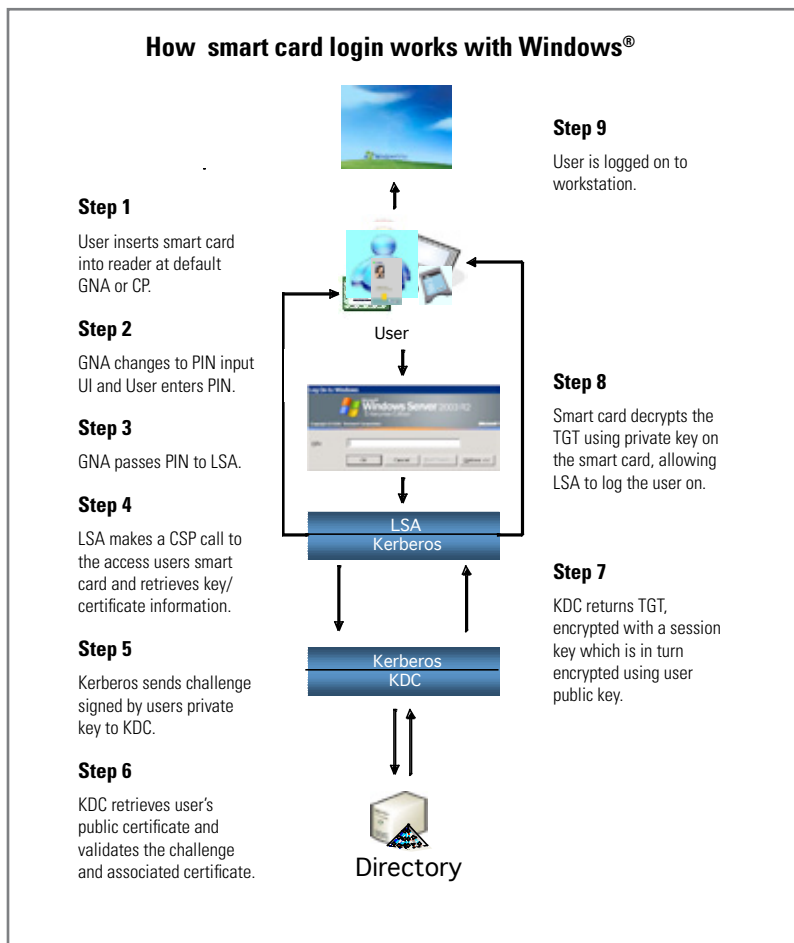 How smart card login works with Windows®
Step 1
User inserts smart card
into reader at default
GNA or CP.
Step 2
GNA changes to PIN input
UI and User enters PIN.
Step 3
GNA passes PIN to LSA.
Step 4
LSA makes a CSP call to
the access users smart
card and retrieves key/
certificate information.
Step 5
Kerberos sends challenge
signed by users private
key to KDC.
Step 6
KDC retrieves user's
public certificate and
validates the challenge
and associated certificate.
User
Log On to Windows
Windows Server 2003 R2
LSA
Kerberos
Kerberos
KDC
Directory
Step 9
User is logged on to
workstation.
Step 8
Smart card decrypts the
TGT using private key on
the smart card, allowing
LSA to log the user on.
Step 7
KDC returns TGT,
encrypted with a session
key which is in turn
encrypted using user
public key.